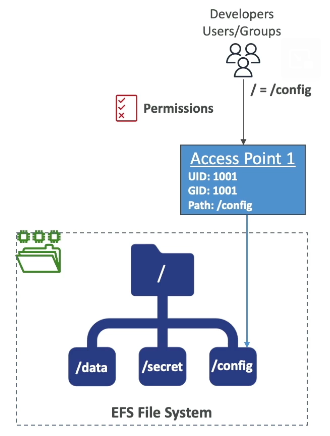 Developers
Users/Groups
/ = /config
Permissions
Access Point 1
UID: 1001
GID: 1001
Path: /config
/
/data
/secret
/config
EFS File System